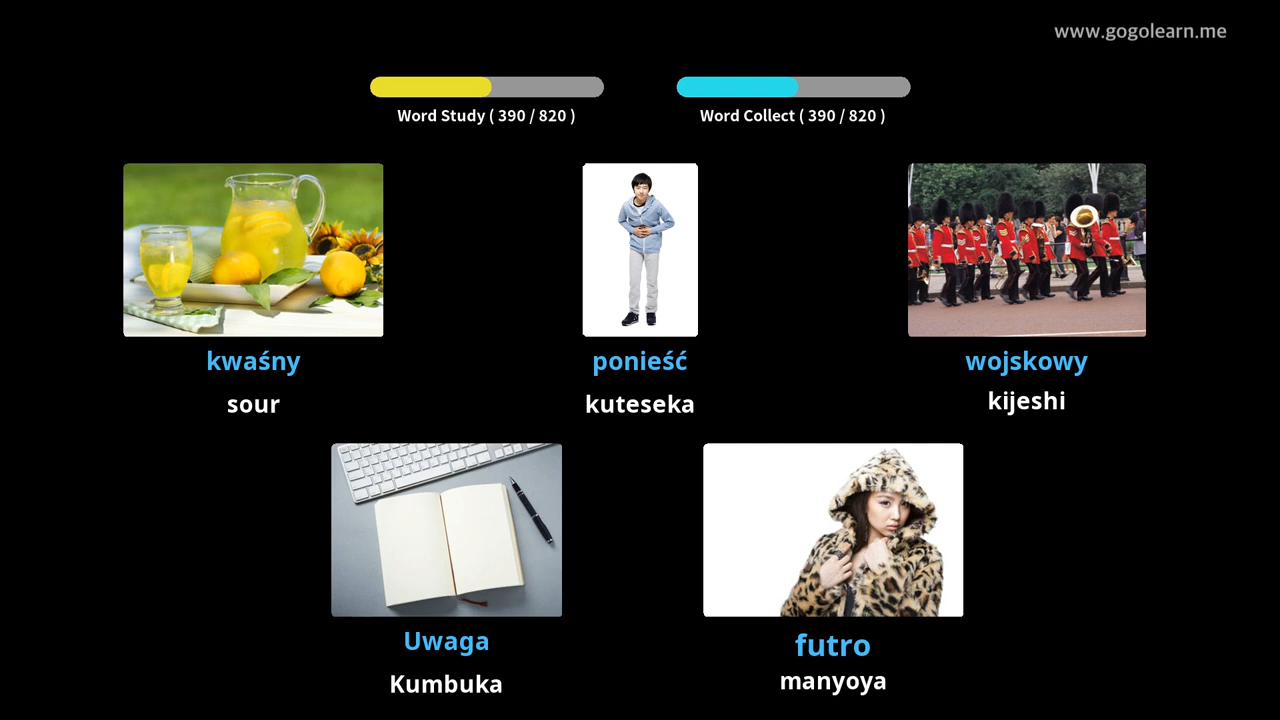 www.gogolearn.me
Word Study ( 390 / 820 )
Word Collect ( 390 / 820 )
kwaśny
sour
ponieść
kuteseka
wojskowy
kijeshi
Uwaga
Kumbuka
futro
manyoya